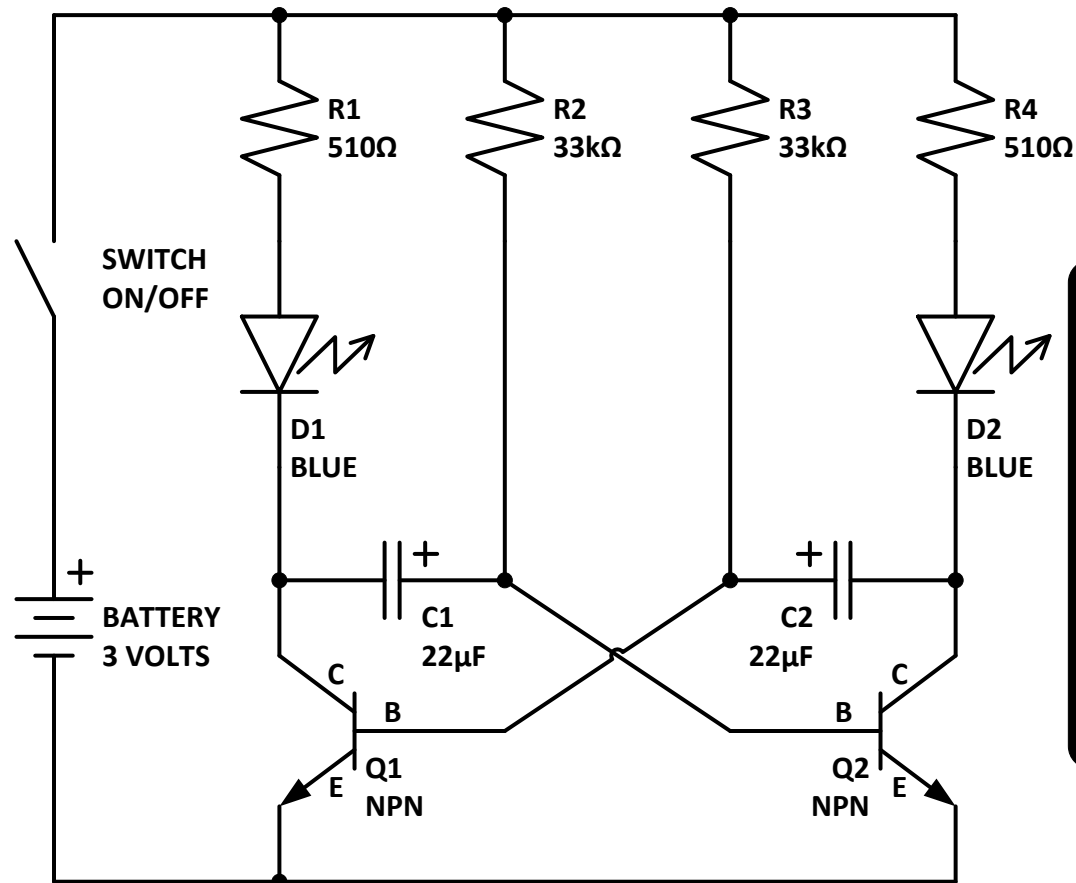 R1
510Ω
R2
33kΩ
R3
33kΩ
R4
510Ω
SWITCH
ON/OFF
D1
BLUE
D2
BLUE
+
BATTERY
3 VOLTS
+
C1
22µF
+
C2
22µF
C
B
E
Q1
NPN
C
B
E
Q2
NPN